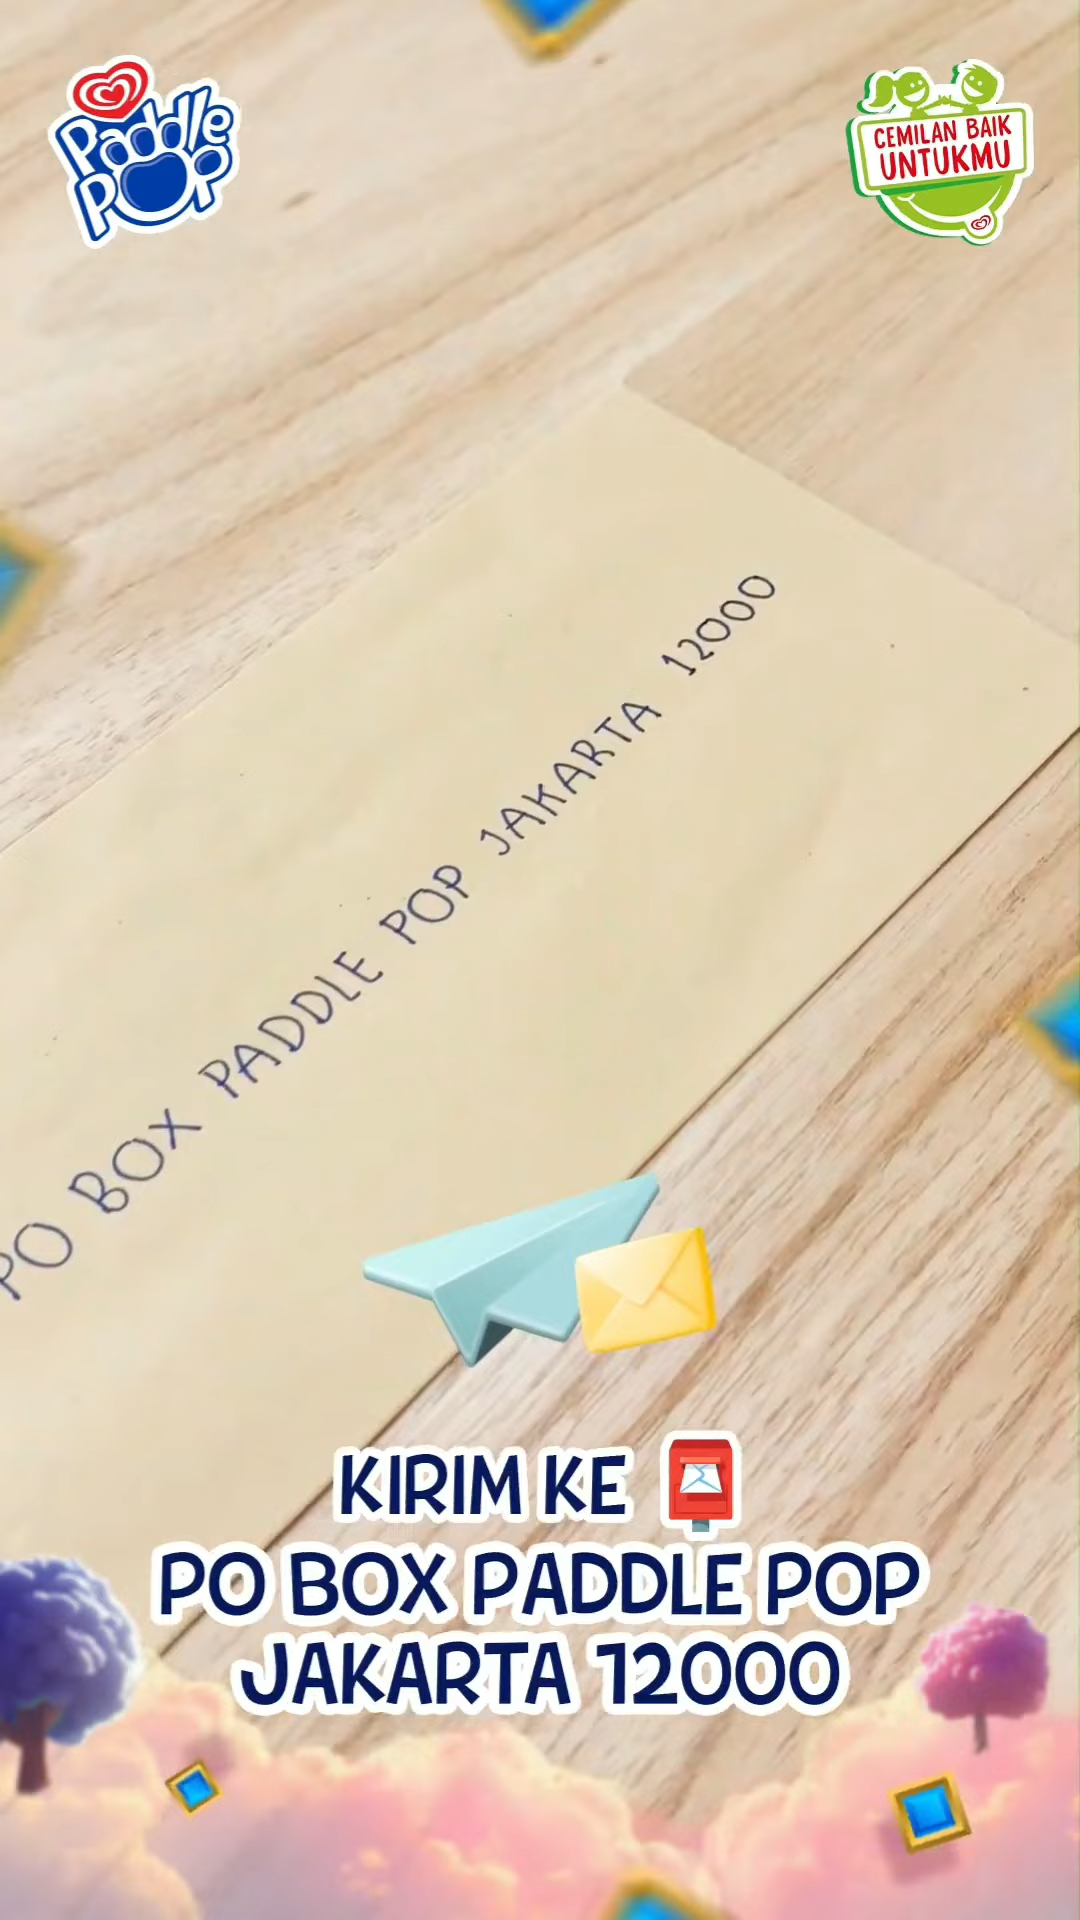 Paddle
Pop
CEMILAN BAIK
UNTUKMU
PO BOX PADDLE POP JAKARTA 12000
KIRIM KE
PO BOX PADDLE POP
JAKARTA 12000